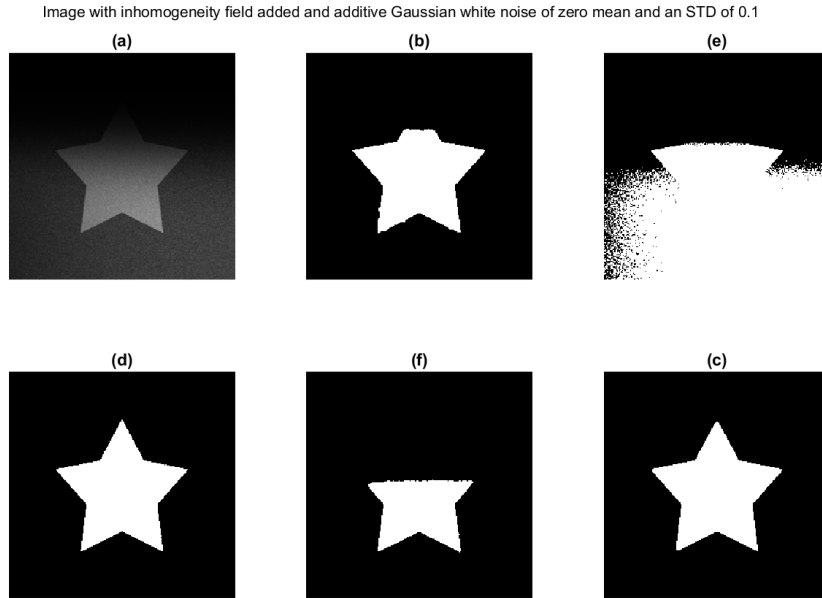 Image with inhomogeneity field added and additive Gaussian white noise of zero mean and an STD of 0.1
(a)
(b)
(e)
(d)
(f)
(c)